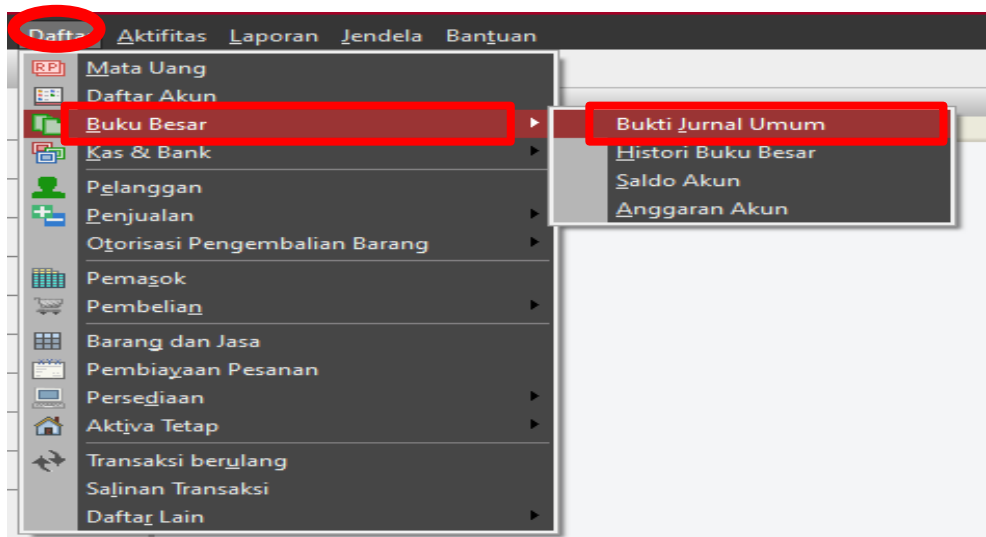 Daftar Aktifitas Laporan Jendela Bantuan
Mata Uang
Daftar Akun
Buku Besar
Bukti Jurnal Umum
Kas & Bank
Histori Buku Besar
Saldo Akun
Anggaran Akun
Pelanggan
Penjualan
Otorisasi Pengembalian Barang
Pemasok
Pembelian
Barang dan Jasa
Pembiayaan Pesanan
Persediaan
Aktiva Tetap
Transaksi berulang
Salinan Transaksi
Daftar Lain